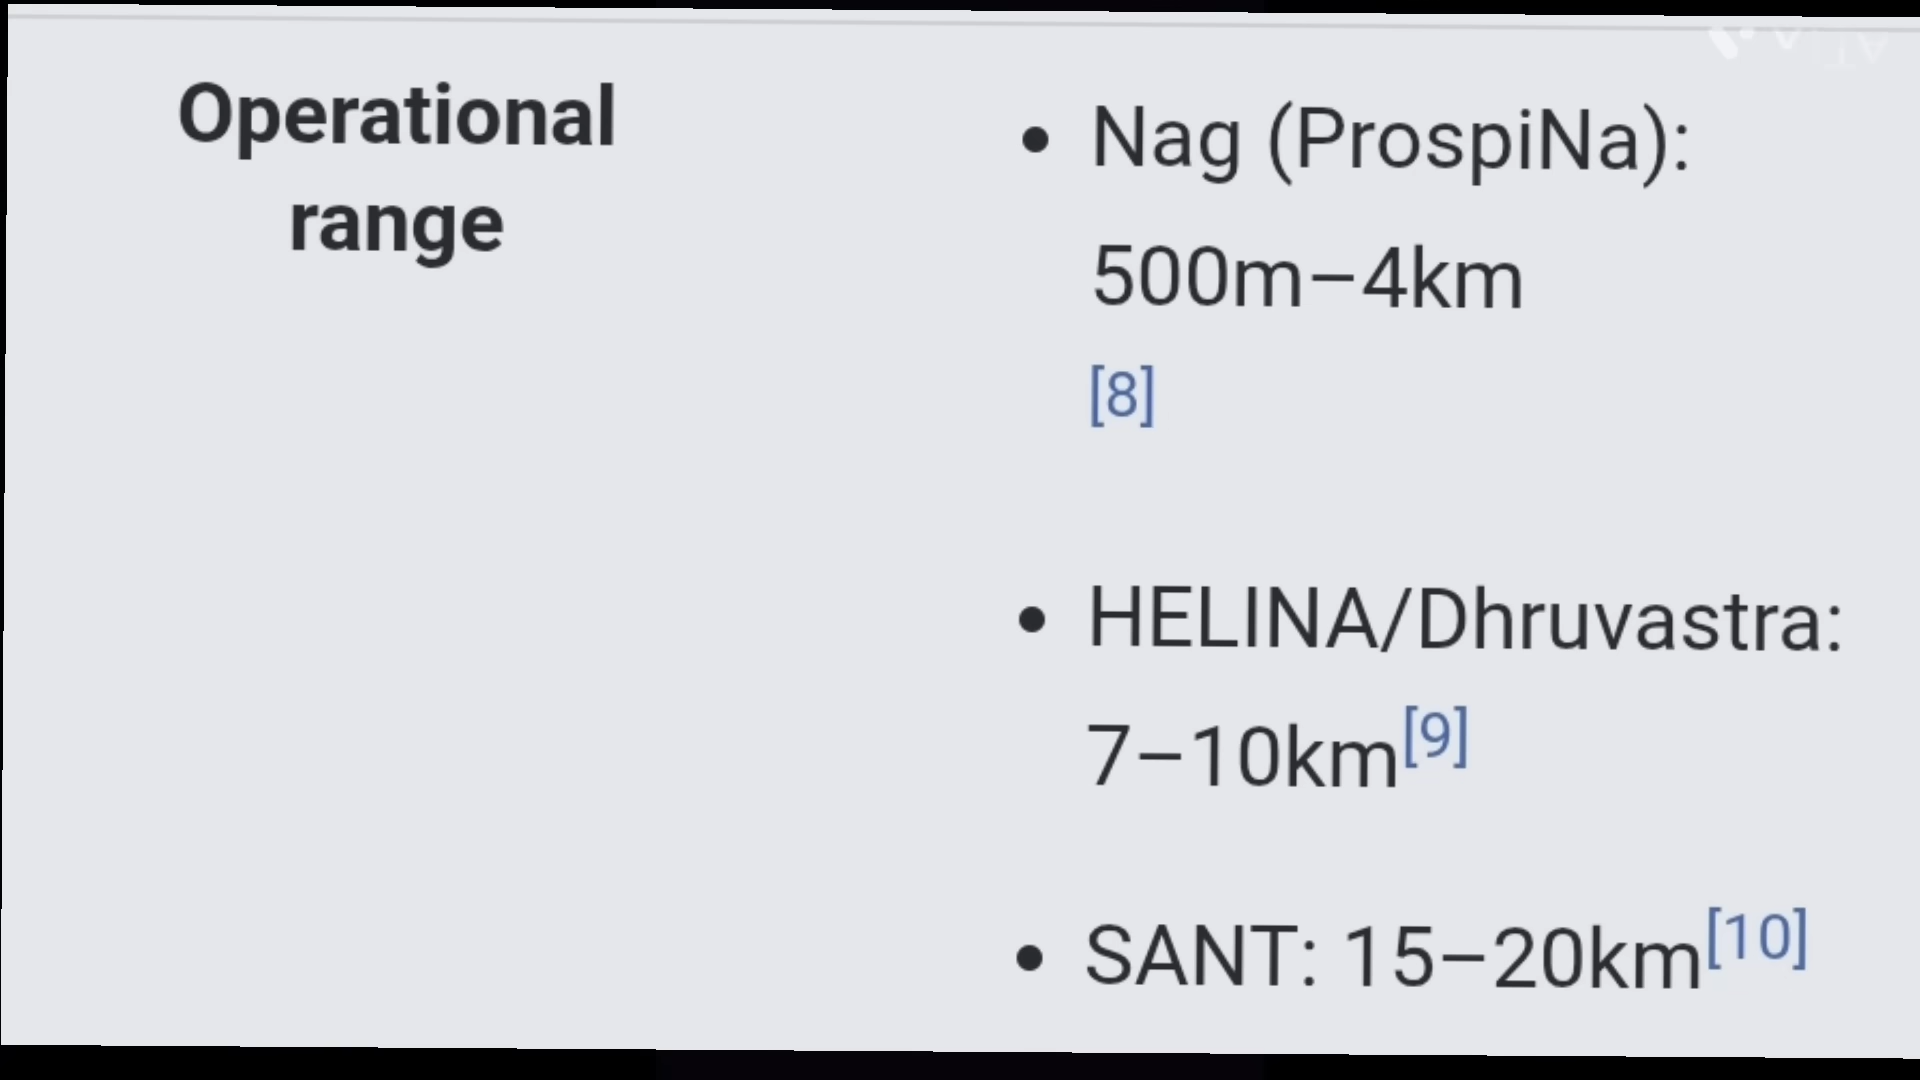 Operational
range
• Nag (ProspiNa):
500m–4km
[8]
• HELINA/Dhruvastra:
7–10km[9]
• SANT: 15–20km[10]